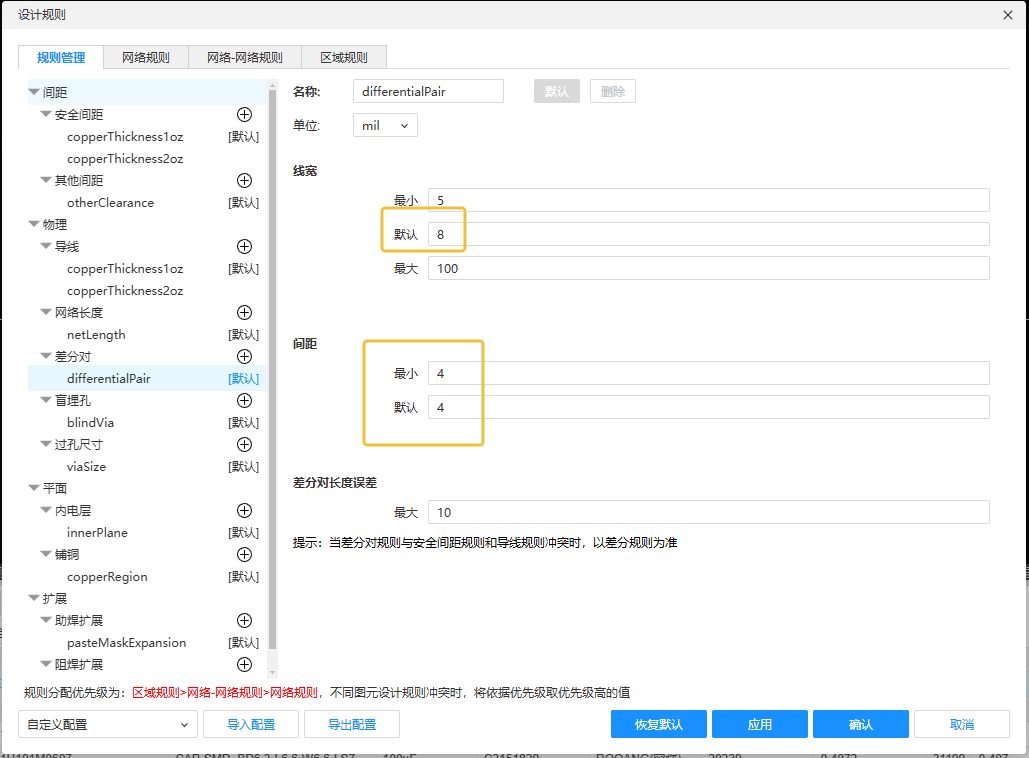 设计规则
规则管理 网络规则 网络-网络规则 区域规则
间距
安全间距
copperThickness1oz [默认]
copperThickness2oz
其他间距
otherClearance [默认]
物理
导线
copperThickness1oz [默认]
copperThickness2oz
网络长度
netLength [默认]
差分对
differentialPair [默认]
盲埋孔
blindVia [默认]
过孔尺寸
viaSize [默认]
平面
内电层
innerPlane [默认]
铺铜
copperRegion [默认]
扩展
助焊扩展
pasteMaskExpansion [默认]
阻焊扩展
名称: differentialPair 默认 删除
单位: mil
线宽
最小 5
默认 8
最大 100
间距
最小 4
默认 4
差分对长度误差
最大 10
提示：当差分对规则与安全间距规则和导线规则冲突时，以差分规则为准
规则分配优先级为：区域规则>网络-网络规则>网络规则，不同图元设计规则冲突时，将依据优先级取优先级高的值
自定义配置 导入配置 导出配置 恢复默认 应用 确认 取消